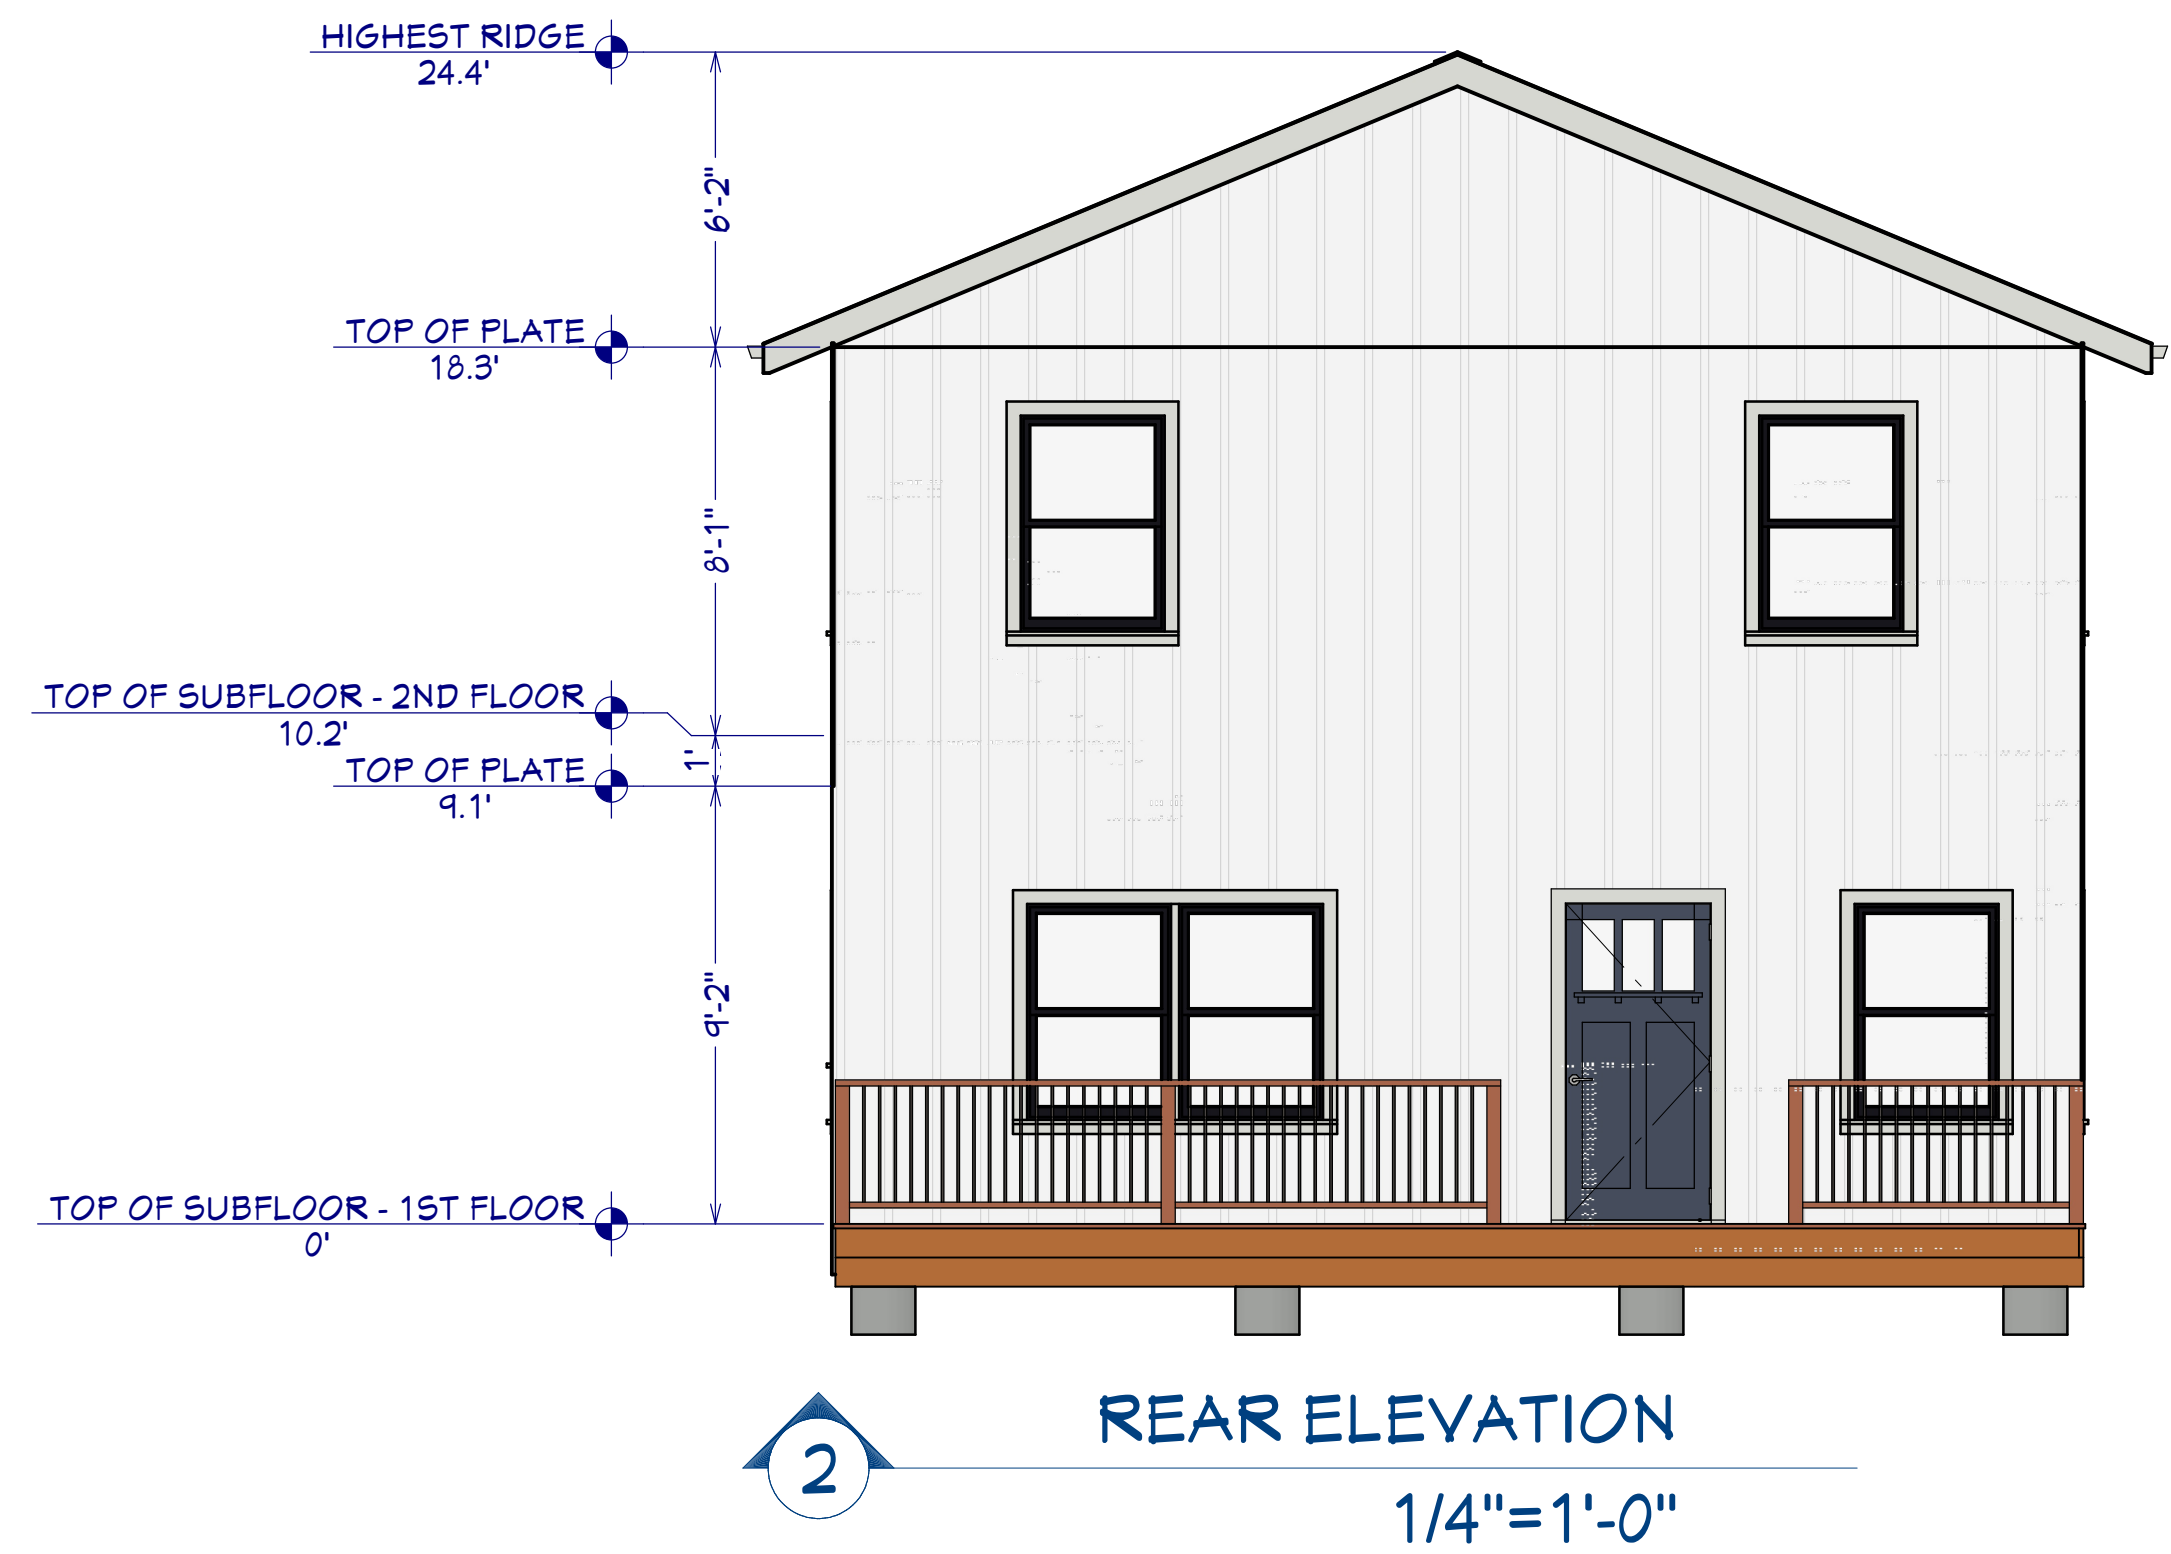 HIGHEST RIDGE
24.4'
6'-2"
TOP OF PLATE
18.3'
8'-1"
TOP OF SUBFLOOR - 2ND FLOOR
10.2'
1'
TOP OF PLATE
9.1'
9'-2"
TOP OF SUBFLOOR - 1ST FLOOR
0'
2
REAR ELEVATION
1/4"=1'-0"